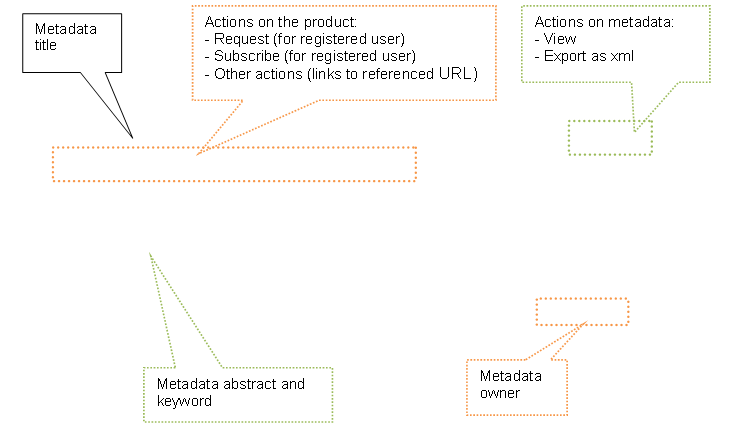 Metadata
title
Actions on the product:
- Request (for registered user)
- Subscribe (for registered user)
- Other actions (links to referenced URL)
Actions on metadata:
- View
- Export as xml
Metadata abstract and
keyword
Metadata
owner